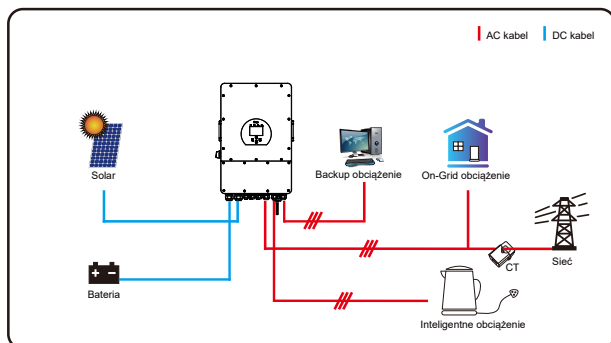 AC kabel
DC kabel
Solar
Backup obciążenie
On-Grid obciążenie
CT
Sieć
Bateria
Inteligentne obciążenie